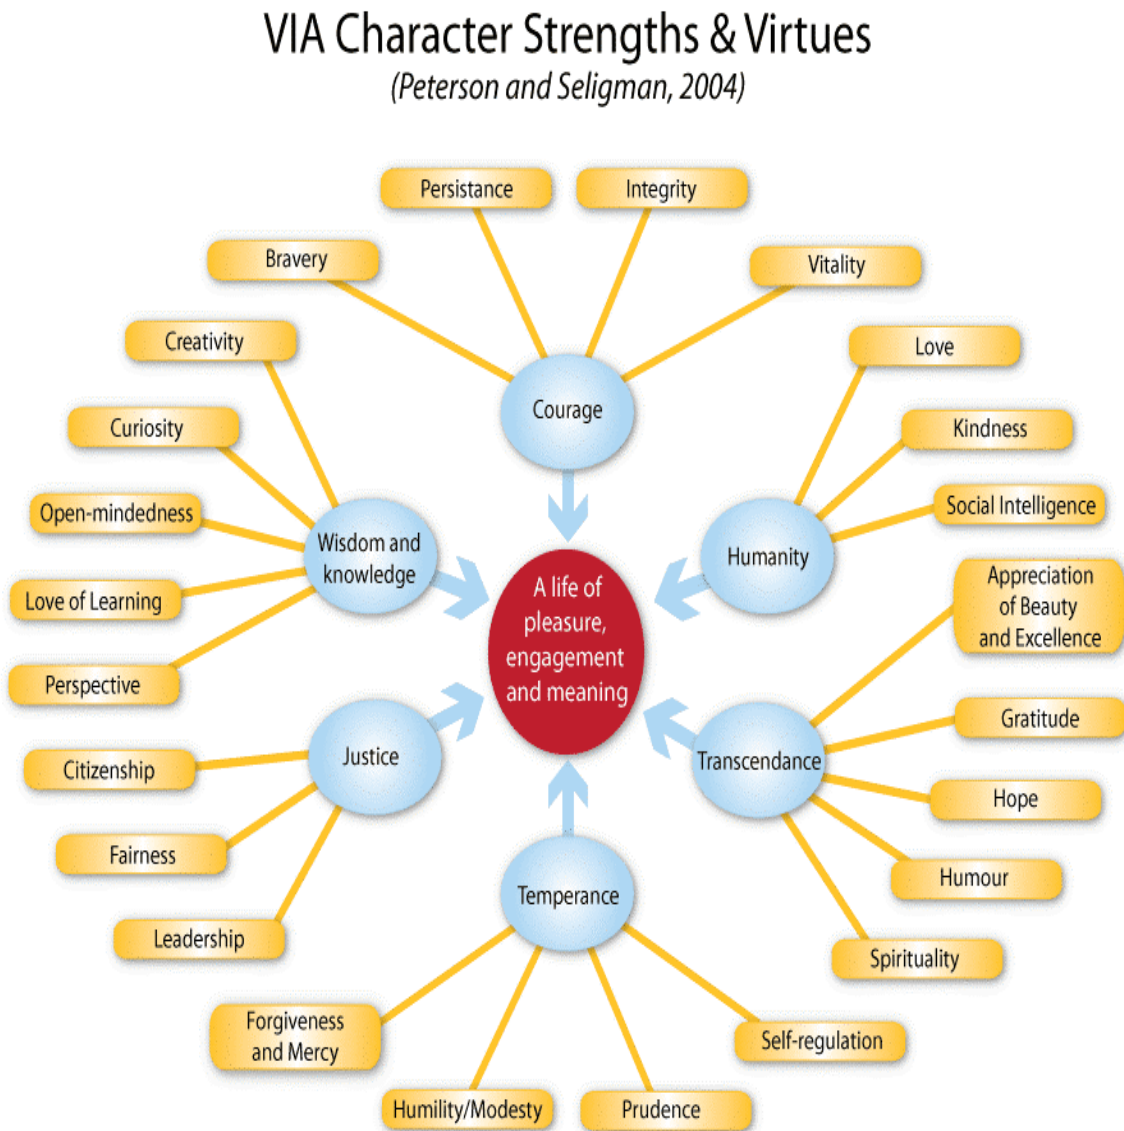 VIA Character Strengths & Virtues
(Peterson and Seligman, 2004)
Persistance
Integrity
Bravery
Vitality
Creativity
Love
Courage
Curiosity
Kindness
Open-mindedness
Social Intelligence
Wisdom and
knowledge
Humanity
A life of
pleasure,
engagement
and meaning
Appreciation
of Beauty
and Excellence
Love of Learning
Perspective
Gratitude
Justice
Transcendance
Citizenship
Hope
Fairness
Humour
Temperance
Leadership
Spirituality
Forgiveness
and Mercy
Self-regulation
Humility/Modesty
Prudence